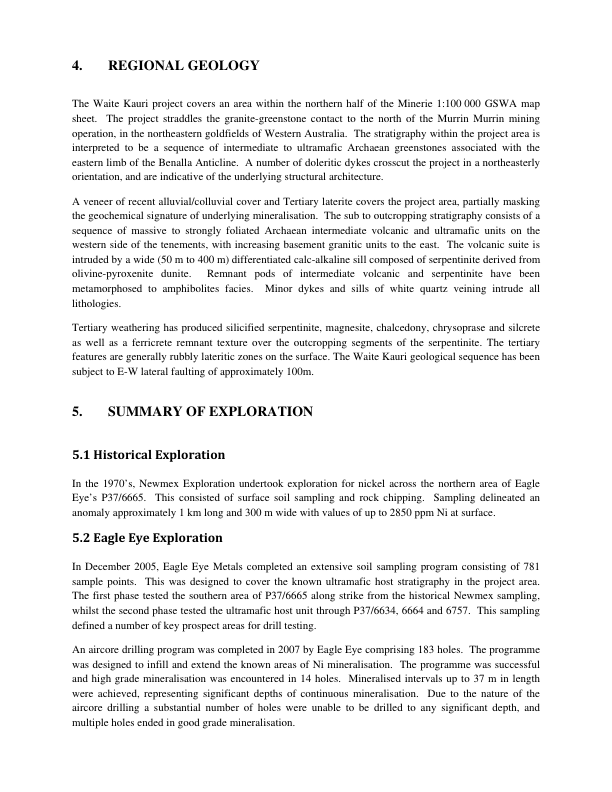 4. REGIONAL GEOLOGY
The Waite Kauri project covers an area within the northern half of the Minerie 1:100 000 GSWA map
sheet. The project straddles the granite-greenstone contact to the north of the Murrin Murrin mining
operation, in the northeastern goldfields of Western Australia. The stratigraphy within the project area is
interpreted to be a sequence of intermediate to ultramafic Archaean greenstones associated with the
eastern limb of the Benalla Anticline. A number of doleritic dykes crosscut the project in a northeasterly
orientation, and are indicative of the underlying structural architecture.
A veneer of recent alluvial/colluvial cover and Tertiary laterite covers the project area, partially masking
the geochemical signature of underlying mineralisation. The sub to outcropping stratigraphy consists of a
sequence of massive to strongly foliated Archaean intermediate volcanic and ultramafic units on the
western side of the tenements, with increasing basement granitic units to the east. The volcanic suite is
intruded by a wide (50 m to 400 m) differentiated calc-alkaline sill composed of serpentinite derived from
olivine-pyroxenite dunite. Remnant pods of intermediate volcanic and serpentinite have been
metamorphosed to amphibolites facies. Minor dykes and sills of white quartz veining intrude all
lithologies.
Tertiary weathering has produced silicified serpentinite, magnesite, chalcedony, chrysoprase and silcrete
as well as a ferricrete remnant texture over the outcropping segments of the serpentinite. The tertiary
features are generally rubbly lateritic zones on the surface. The Waite Kauri geological sequence has been
subject to E-W lateral faulting of approximately 100m.
5. SUMMARY OF EXPLORATION
5.1 Historical Exploration
In the 1970's, Newmex Exploration undertook exploration for nickel across the northern area of Eagle
Eye's P37/6665. This consisted of surface soil sampling and rock chipping. Sampling delineated an
anomaly approximately 1 km long and 300 m wide with values of up to 2850 ppm Ni at surface.
5.2 Eagle Eye Exploration
In December 2005, Eagle Eye Metals completed an extensive soil sampling program consisting of 781
sample points. This was designed to cover the known ultramafic host stratigraphy in the project area.
The first phase tested the southern area of P37/6665 along strike from the historical Newmex sampling,
whilst the second phase tested the ultramafic host unit through P37/6634, 6664 and 6757. This sampling
defined a number of key prospect areas for drill testing.
An aircore drilling program was completed in 2007 by Eagle Eye comprising 183 holes. The programme
was designed to infill and extend the known areas of Ni mineralisation. The programme was successful
and high grade mineralisation was encountered in 14 holes. Mineralised intervals up to 37 m in length
were achieved, representing significant depths of continuous mineralisation. Due to the nature of the
aircore drilling a substantial number of holes were unable to be drilled to any significant depth, and
multiple holes ended in good grade mineralisation.